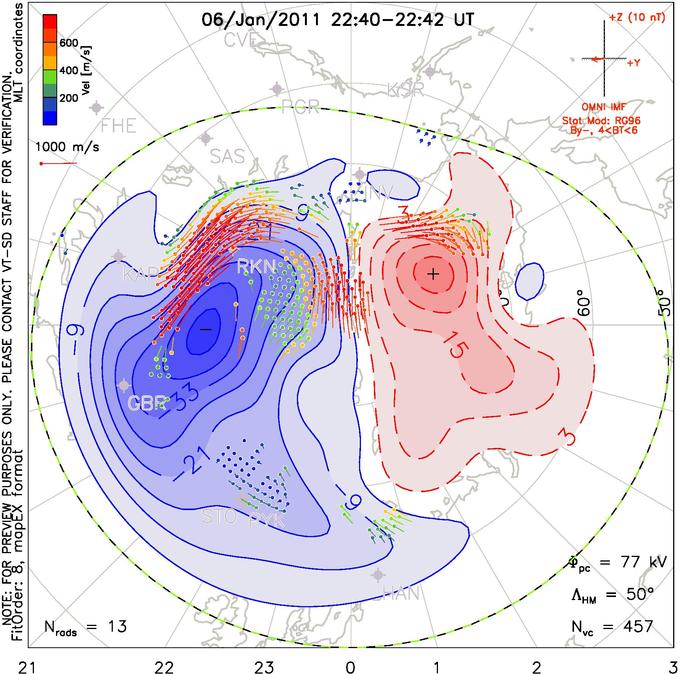 06/Jan/2011 22:40-22:42 UT
MLT coordinates
NOTE: FOR PREVIEW PURPOSES ONLY. PLEASE CONTACT VT-SD STAFF FOR VERIFICATION.
FitOrder: 8, mapEX format
600
400
200
Vel [m/s]
1000 m/s
+Z (10 nT)
+Y
OMNI IMF
Stat Mod: RG96
By-, 4<BT<6
CVE
KSR
PGR
FHE
SAS
INV
9
3
21
KAP
RKN
+
60°
50°
9
-
15
GBR
-33
3
-21
9
STO PYK
HAN
Φpc = 77 kV
ΛHM = 50°
Nvc = 457
Nrads = 13
21 22 23 0 1 2 3